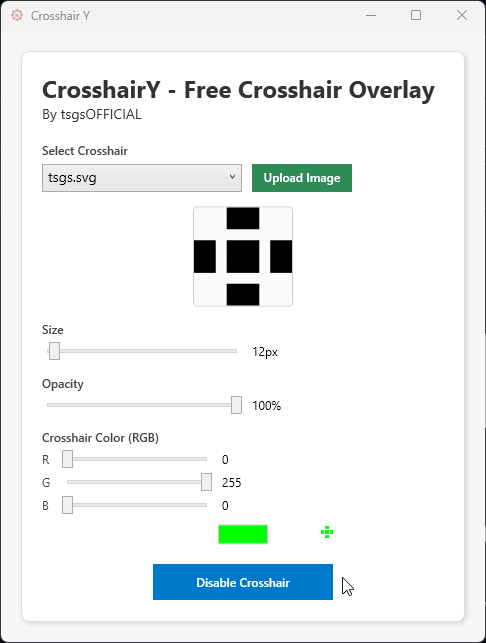 Crosshair Y
CrosshairY - Free Crosshair Overlay
By tsgsOFFICIAL
Select Crosshair
tsgs.svg
Upload Image
Size
12px
Opacity
100%
Crosshair Color (RGB)
R 0
G 255
B 0
Disable Crosshair